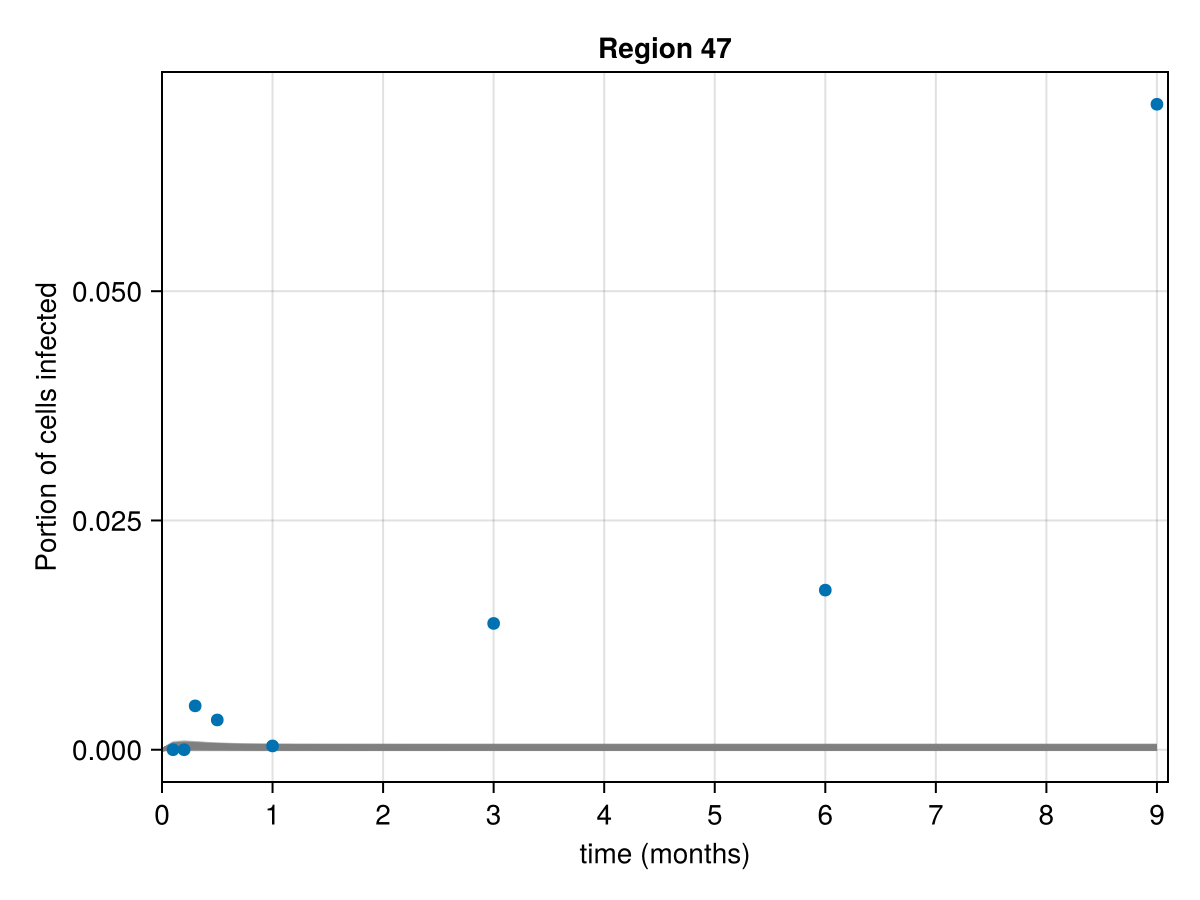 Region 47
Portion of cells infected
0.050
0.025
0.000
0 1 2 3 4 5 6 7 8 9
time (months)